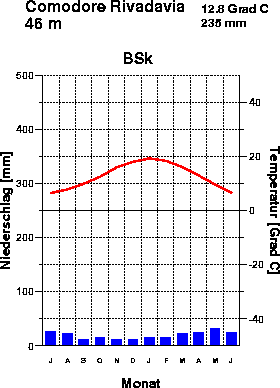 Comodore Rivadavia
46 m
12.8 Grad C
235 mm
BSk
500
400
300
200
100
0
Niederschlag [mm]
40
20
0
-20
-40
Temperatur [Grad C]
J A S O N D J F M A M J
Monat